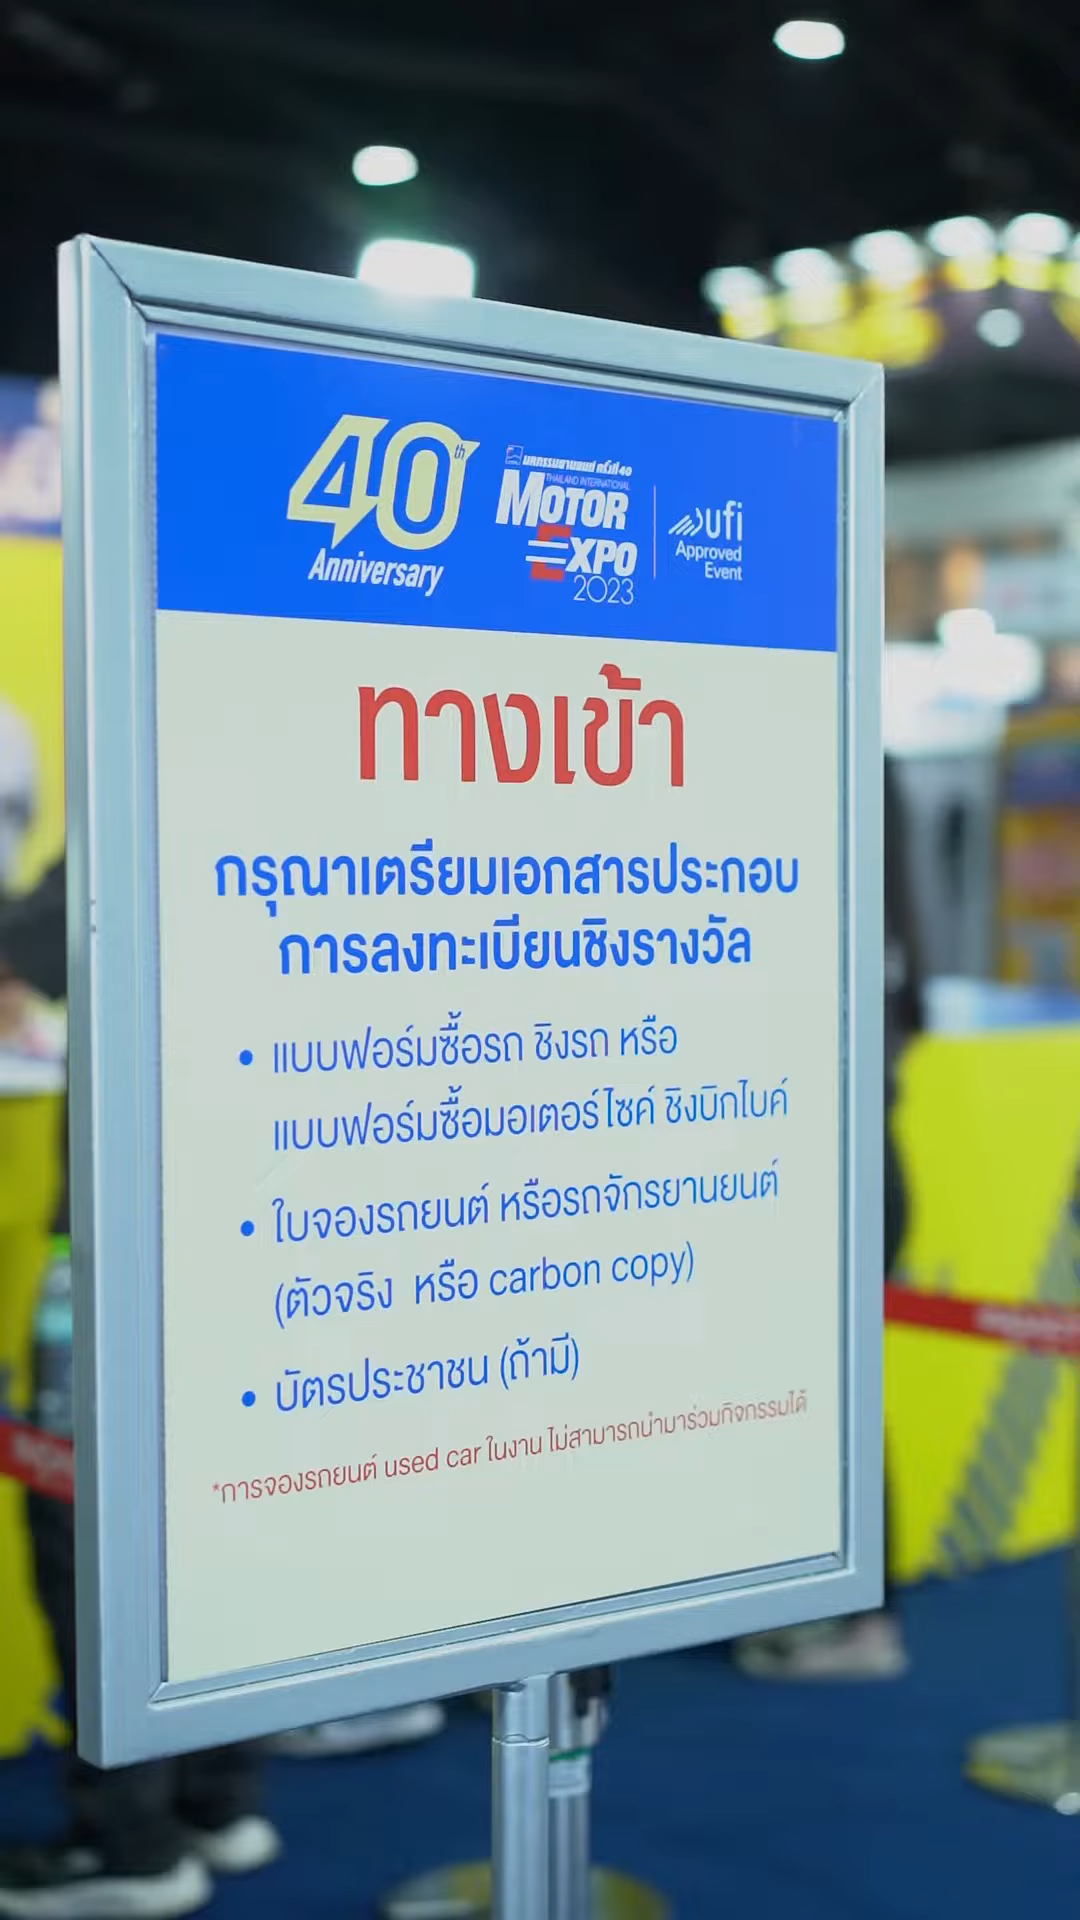 40th
Anniversary
มหกรรมยานยนต์ ครั้งที่ 40
THAILAND INTERNATIONAL
MOTOR
EXPO
2023
ufi
Approved
Event
ทางเข้า
กรุณาเตรียมเอกสารประกอบ
การลงทะเบียนชิงรางวัล
• แบบฟอร์มซื้อรถ ชิงรถ หรือ
แบบฟอร์มซื้อมอเตอร์ไซค์ ชิงบิกไบค์
• ใบจองรถยนต์ หรือรถจักรยานยนต์
(ตัวจริง หรือ carbon copy)
• บัตรประชาชน (ถ้ามี)
*การจองรถยนต์ used car ในงาน ไม่สามารถนำมาร่วมกิจกรรมได้